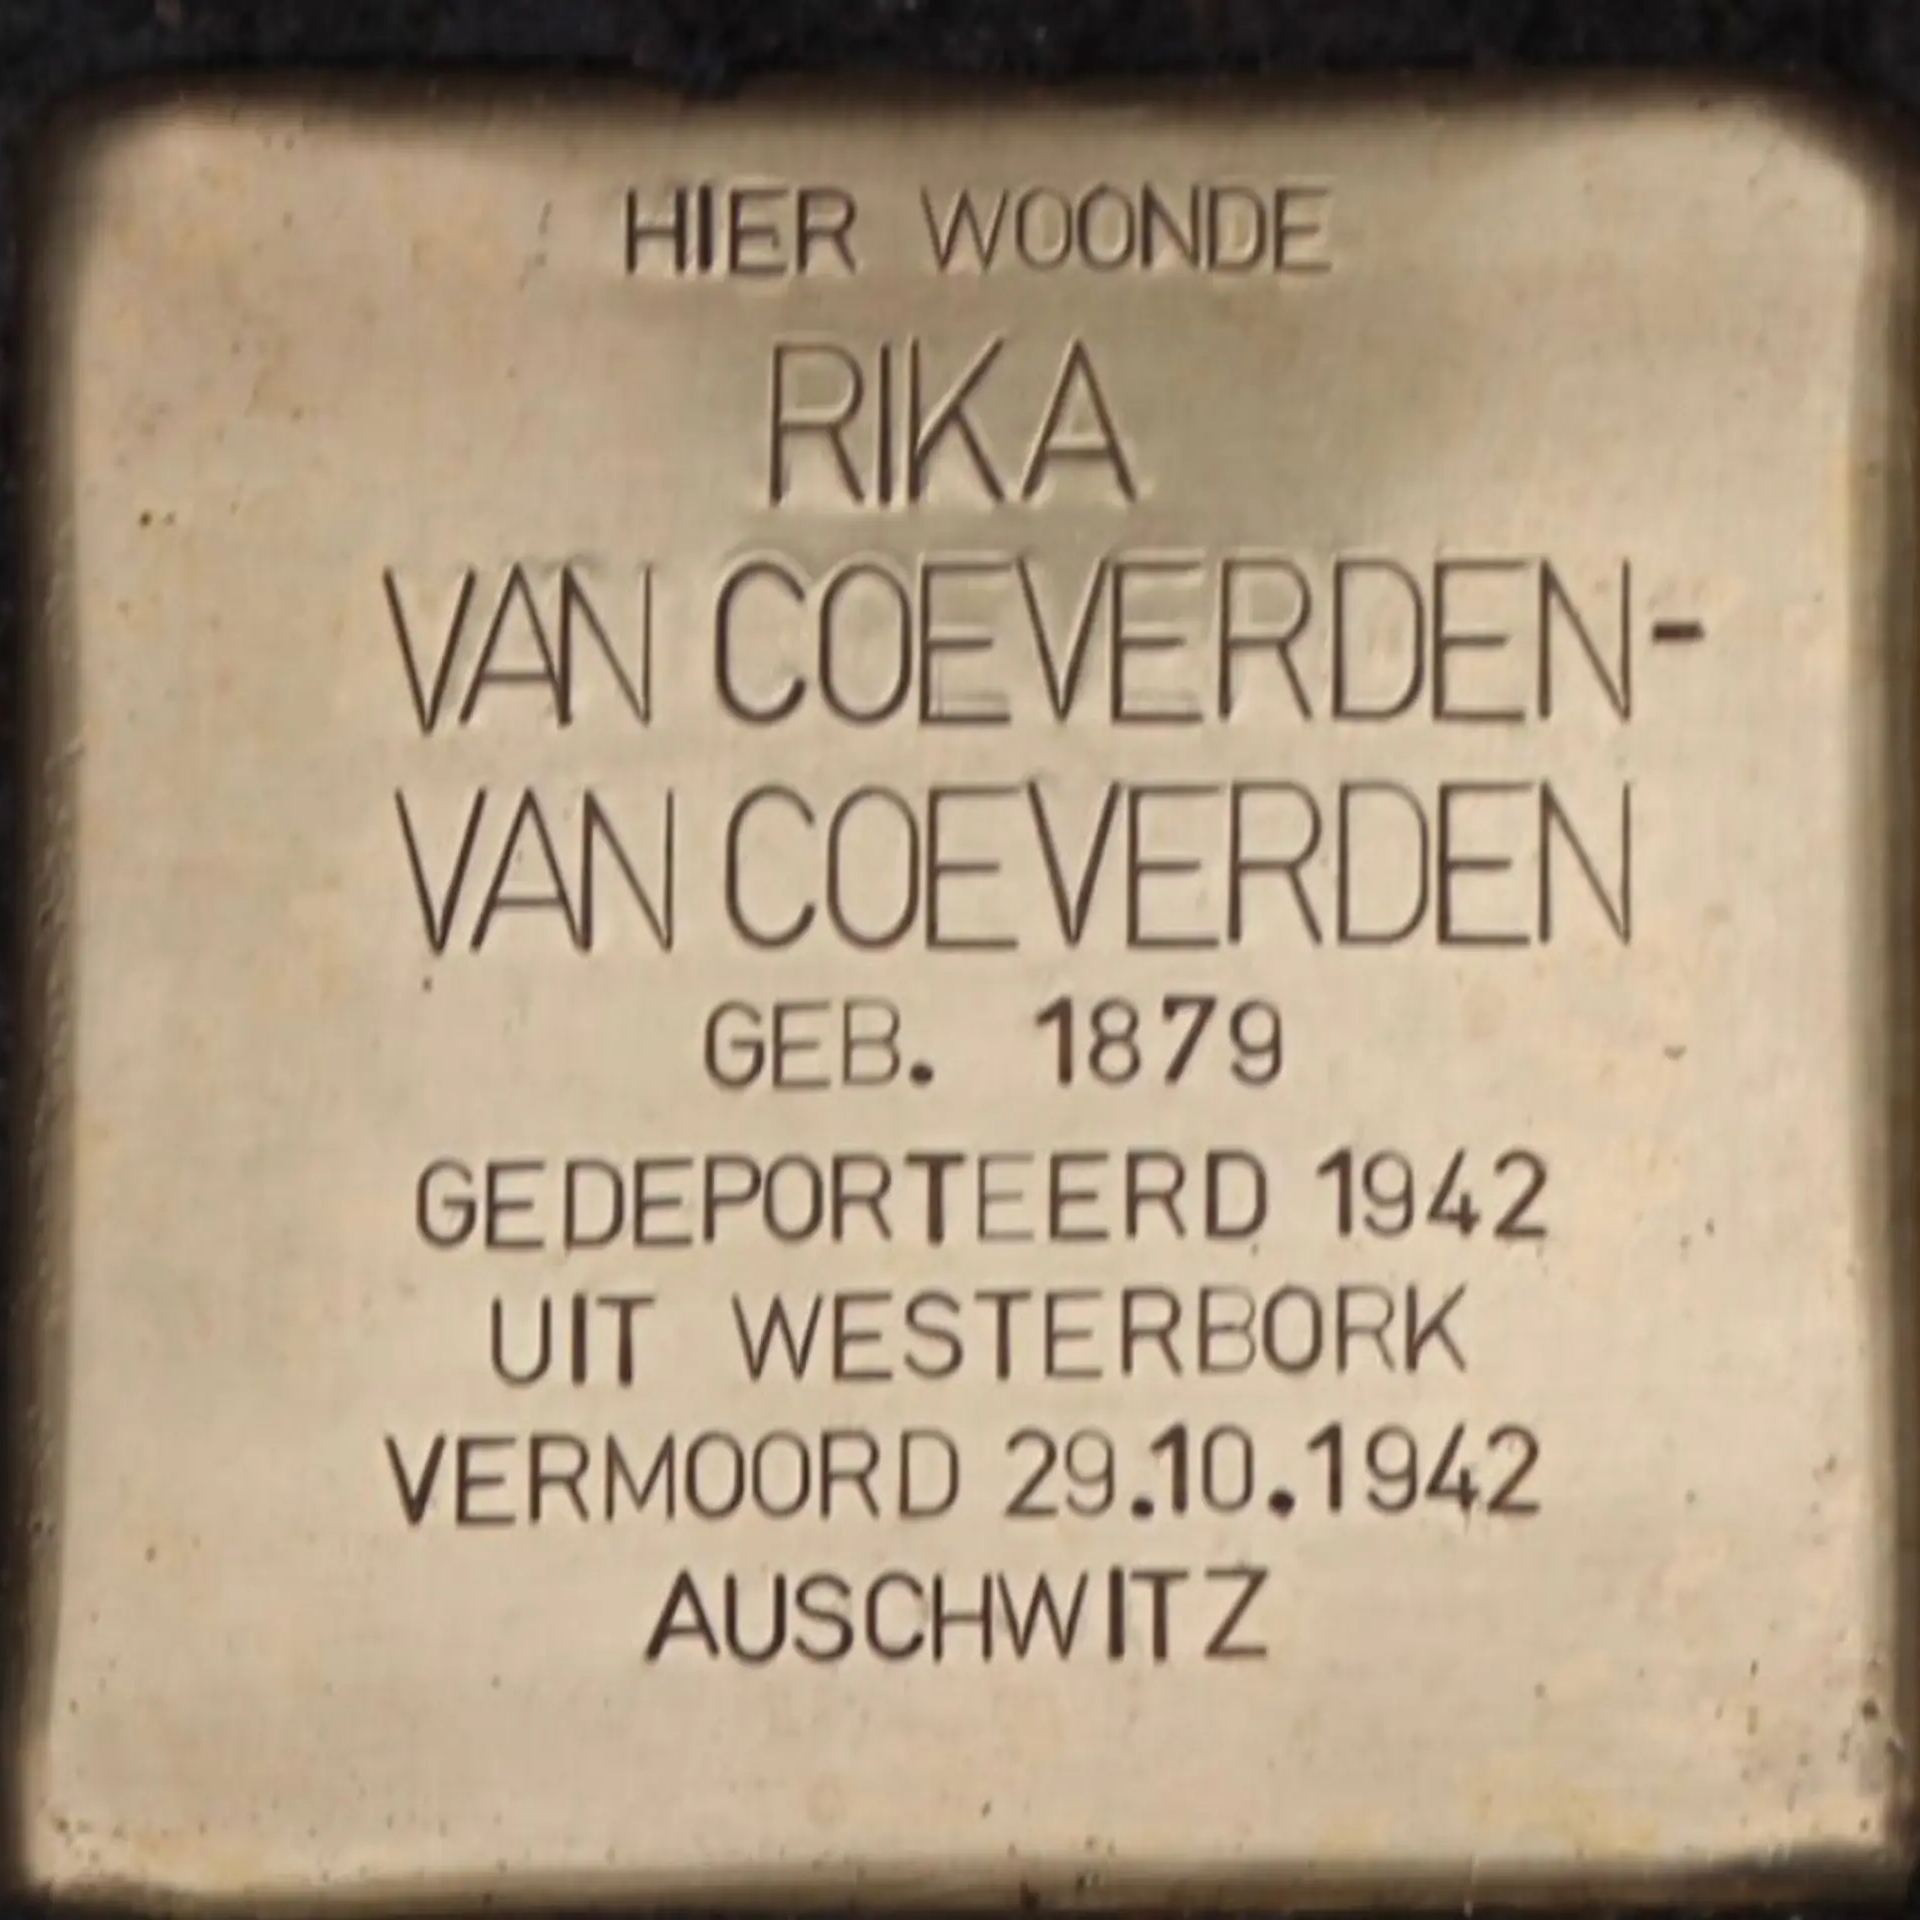 HIER WOONDE
RIKA
VAN COEVERDEN-
VAN COEVERDEN
GEB. 1879
GEDEPORTEERD 1942
UIT WESTERBORK
VERMOORD 29.10.1942
AUSCHWITZ